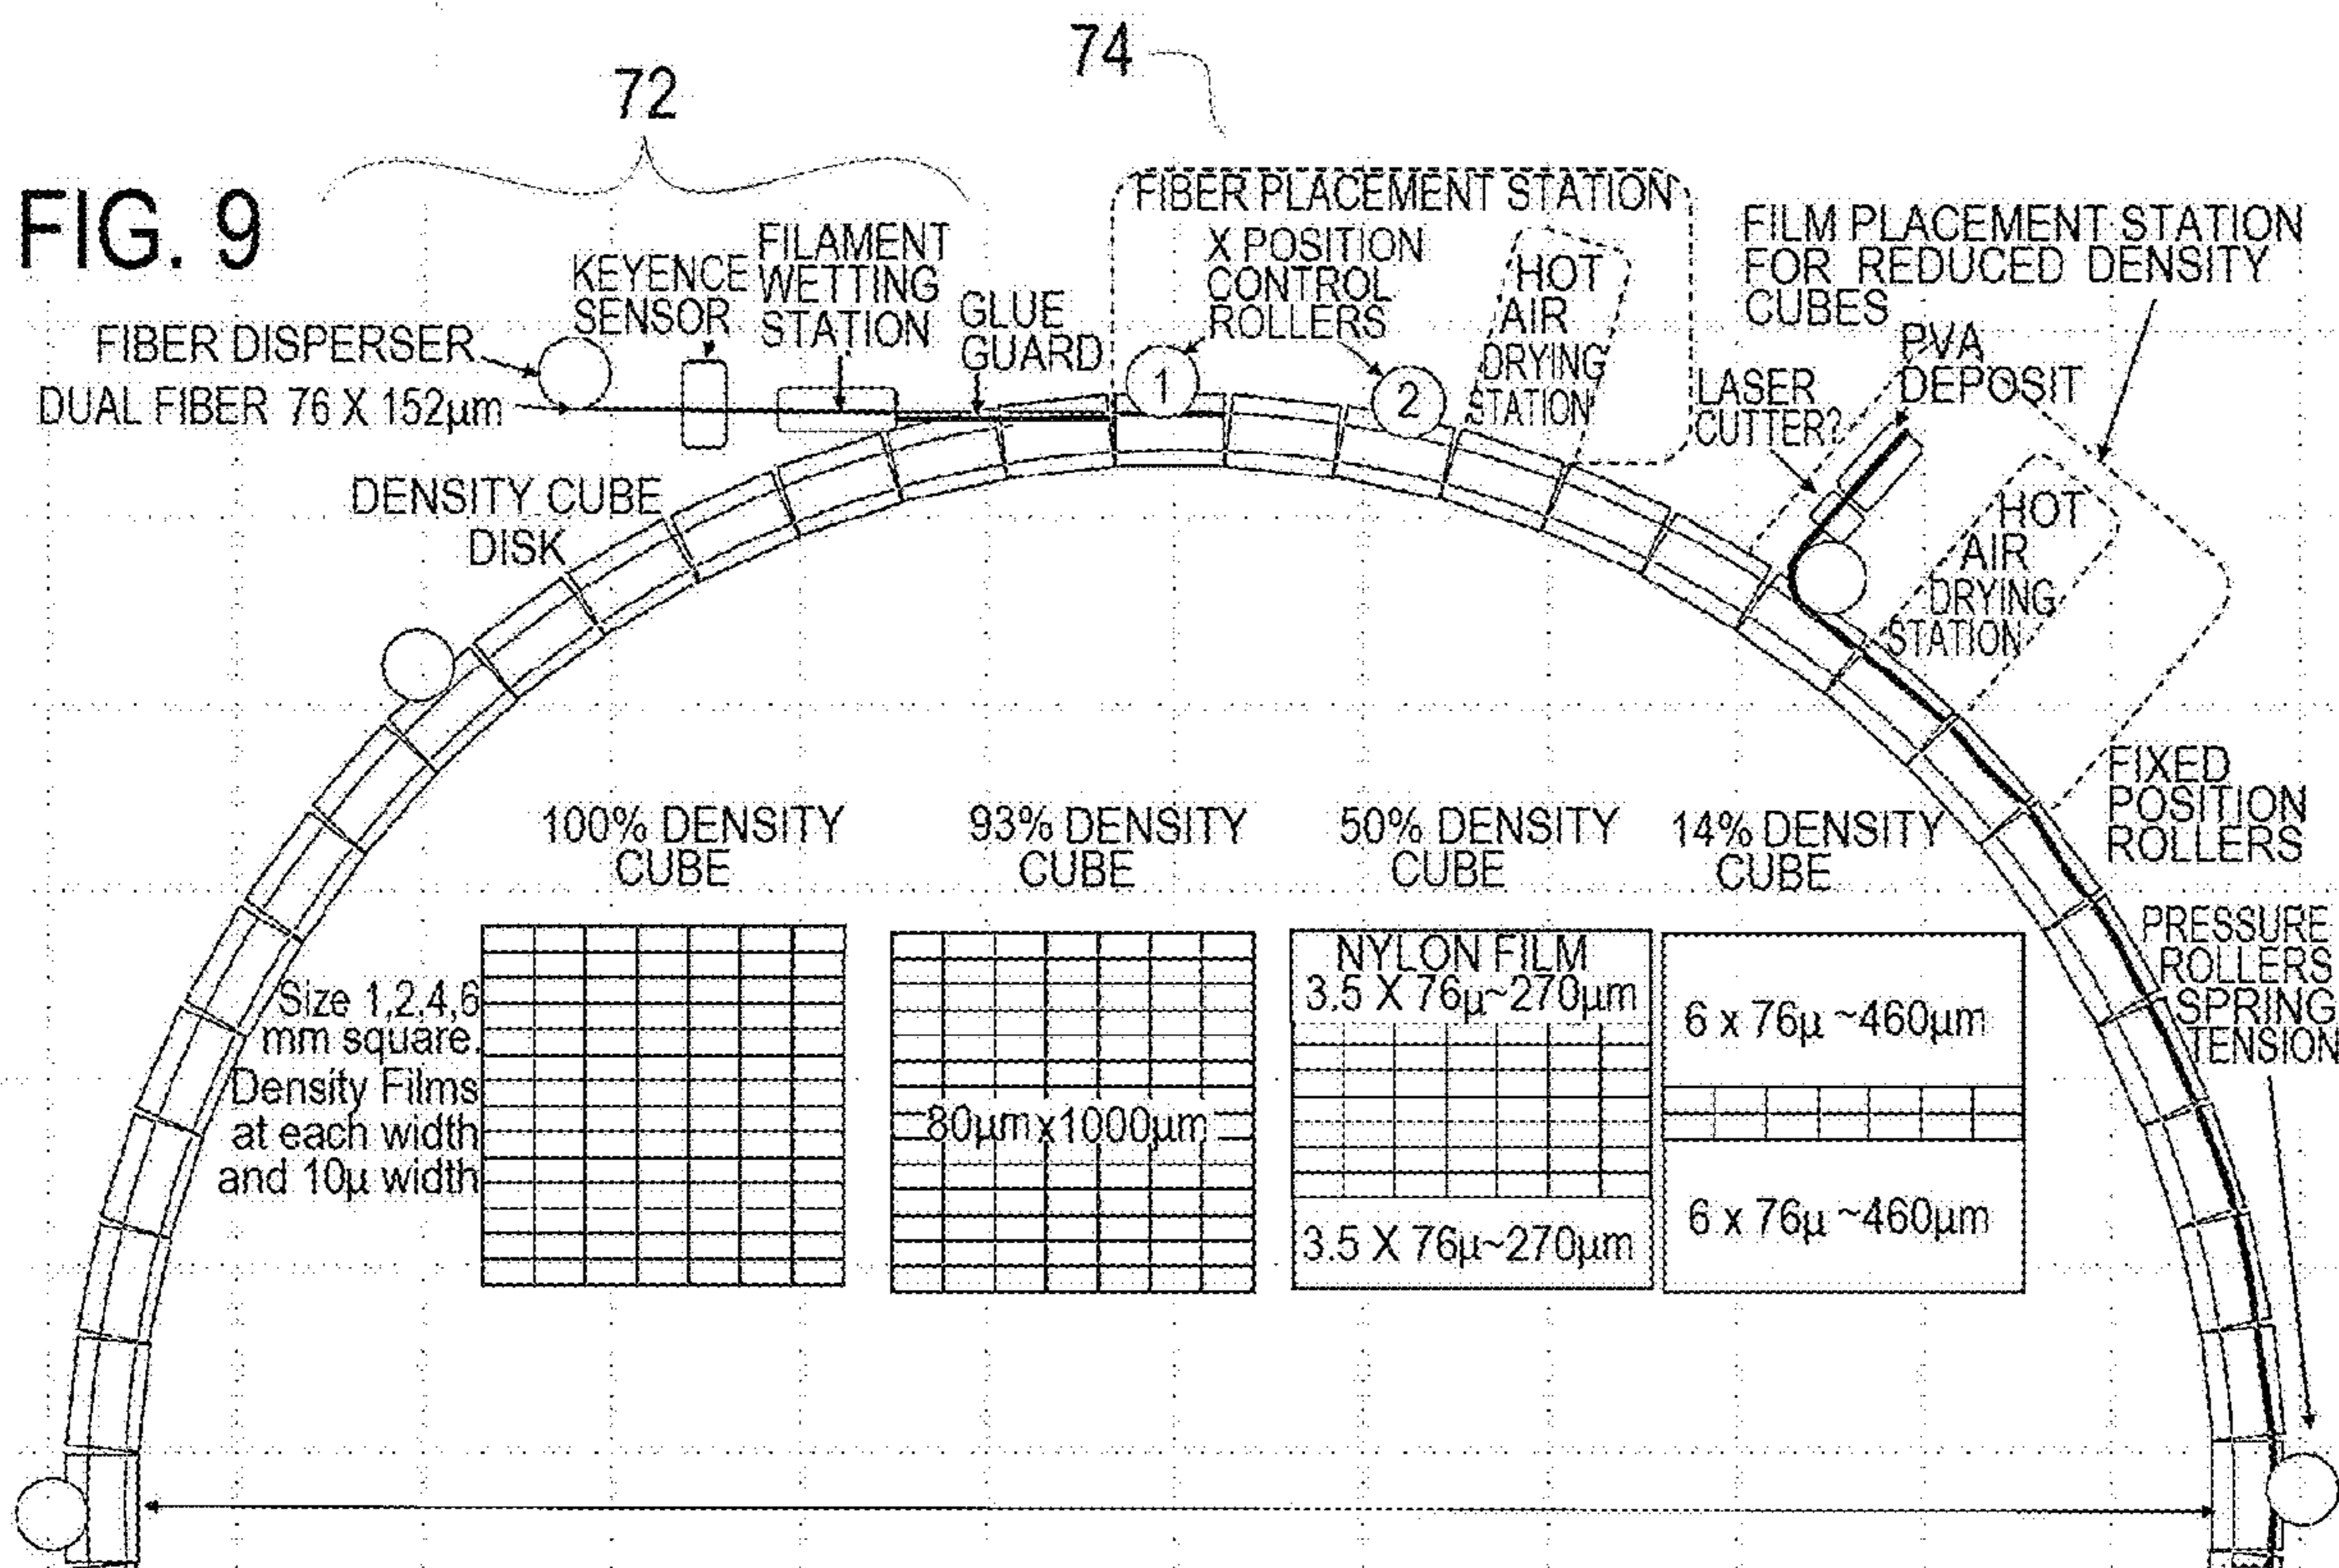 74
72
FIG. 9
FIBER PLACEMENT STATION
X POSITION
CONTROL
ROLLERS
HOT
AIR
DRYING
STATION
FILM PLACEMENT STATION
FOR REDUCED DENSITY
CUBES
FILAMENT
WETTING
STATION
KEYENCE
SENSOR
GLUE
GUARD
FIBER DISPERSER
DUAL FIBER 76 X 152µm
1
2
PVA
DEPOSIT
LASER
CUTTER?
DENSITY CUBE
DISK
HOT
AIR
DRYING
STATION
FIXED
POSITION
ROLLERS
PRESSURE
ROLLERS
SPRING
TENSION
100% DENSITY
CUBE
93% DENSITY
CUBE
50% DENSITY
CUBE
14% DENSITY
CUBE
Size 1,2,4,6
mm square.
Density Films
at each width
and 10µ width
80µmx1000µm
NYLON FILM
3.5 X 76µ~270µm
3.5 X 76µ~270µm
6 x 76µ ~460µm
6 x 76µ ~460µm